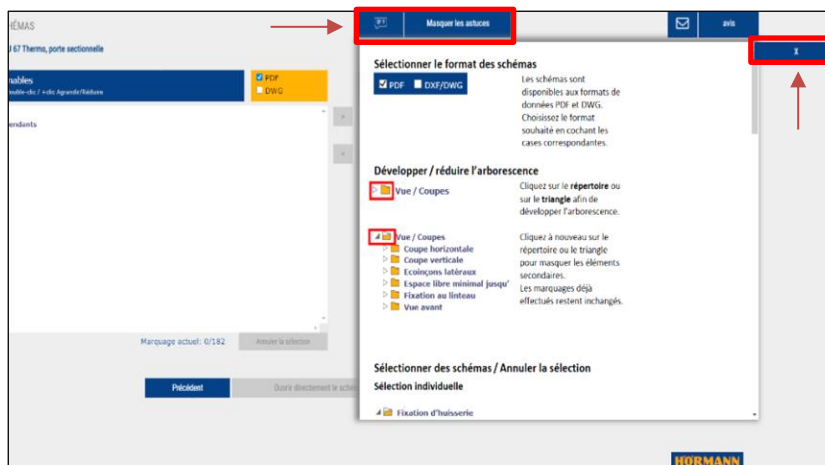 HÉMAS
Masquer les astuces
avis
J 67 Thermo, porte sectionnelle
X
nables
ouble-clic / +clic Agrandir/Réduire
PDF
DWG
endants
Sélectionner le format des schémas
PDF DXF/DWG
Les schémas sont
disponibles aux formats de
données PDF et DWG.
Choisissez le format
souhaité en cochant les
cases correspondantes.
Développer / réduire l'arborescence
Vue / Coupes
Cliquez sur le répertoire ou
sur le triangle afin de
développer l'arborescence.
Vue / Coupes
Coupe horizontale
Coupe verticale
Ecoinçons latéraux
Espace libre minimal jusqu'
Fixation au linteau
Vue avant
Cliquez à nouveau sur le
répertoire ou le triangle
pour masquer les éléments
secondaires.
Les marquages déjà
effectués restent inchangés.
Marquage actuel: 0/182
Annuler la sélection
Sélectionner des schémas / Annuler la sélection
Sélection individuelle
Précédent
Ouvrir directement le sché
Fixation d'huisserie
HÖRMANN